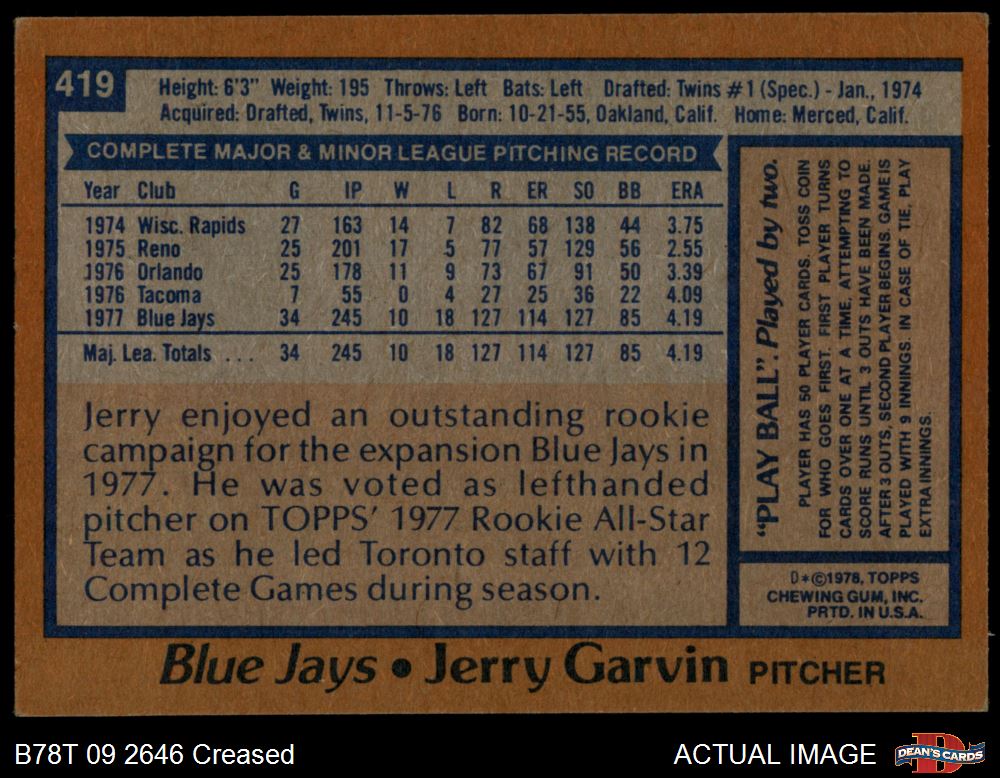 419
Height: 6'3" Weight: 195 Throws: Left Bats: Left Drafted: Twins #1 (Spec.) - Jan., 1974
Acquired: Drafted, Twins, 11-5-76 Born: 10-21-55, Oakland, Calif. Home: Merced, Calif.
COMPLETE MAJOR & MINOR LEAGUE PITCHING RECORD
Year Club G IP W L R ER SO BB ERA
1974 Wisc. Rapids 27 163 14 7 82 68 138 44 3.75
1975 Reno 25 201 17 5 77 57 129 56 2.55
1976 Orlando 25 178 11 9 73 67 91 50 3.39
1976 Tacoma 7 55 0 4 27 25 36 22 4.09
1977 Blue Jays 34 245 10 18 127 114 127 85 4.19
Maj. Lea. Totals ... 34 245 10 18 127 114 127 85 4.19
Jerry enjoyed an outstanding rookie
campaign for the expansion Blue Jays in
1977. He was voted as lefthanded
pitcher on TOPPS' 1977 Rookie All-Star
Team as he led Toronto staff with 12
Complete Games during season.
"PLAY BALL". Played by two.
PLAYER HAS 50 PLAYER CARDS. TOSS COIN
FOR WHO GOES FIRST. FIRST PLAYER TURNS
CARDS OVER ONE AT A TIME, ATTEMPTING TO
SCORE RUNS UNTIL 3 OUTS HAVE BEEN MADE.
AFTER 3 OUTS, SECOND PLAYER BEGINS. GAME IS
PLAYED WITH 9 INNINGS. IN CASE OF TIE, PLAY
EXTRA INNINGS.
D*©1978, TOPPS
CHEWING GUM, INC.
PRTD. IN U.S.A.
Blue Jays • Jerry Garvin PITCHER
B78T 09 2646 Creased
ACTUAL IMAGE
DEAN'S CARDS